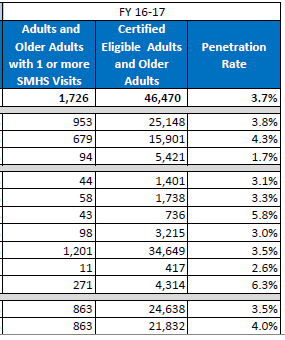 FY 16-17
Adults and Older Adults with 1 or more SMHS Visits Certified Eligible Adults and Older Adults Penetration Rate
1,726 46,470 3.7%
953 25,148 3.8%
679 15,901 4.3%
94 5,421 1.7%
44 1,401 3.1%
58 1,738 3.3%
43 736 5.8%
98 3,215 3.0%
1,201 34,649 3.5%
11 417 2.6%
271 4,314 6.3%
863 24,638 3.5%
863 21,832 4.0%